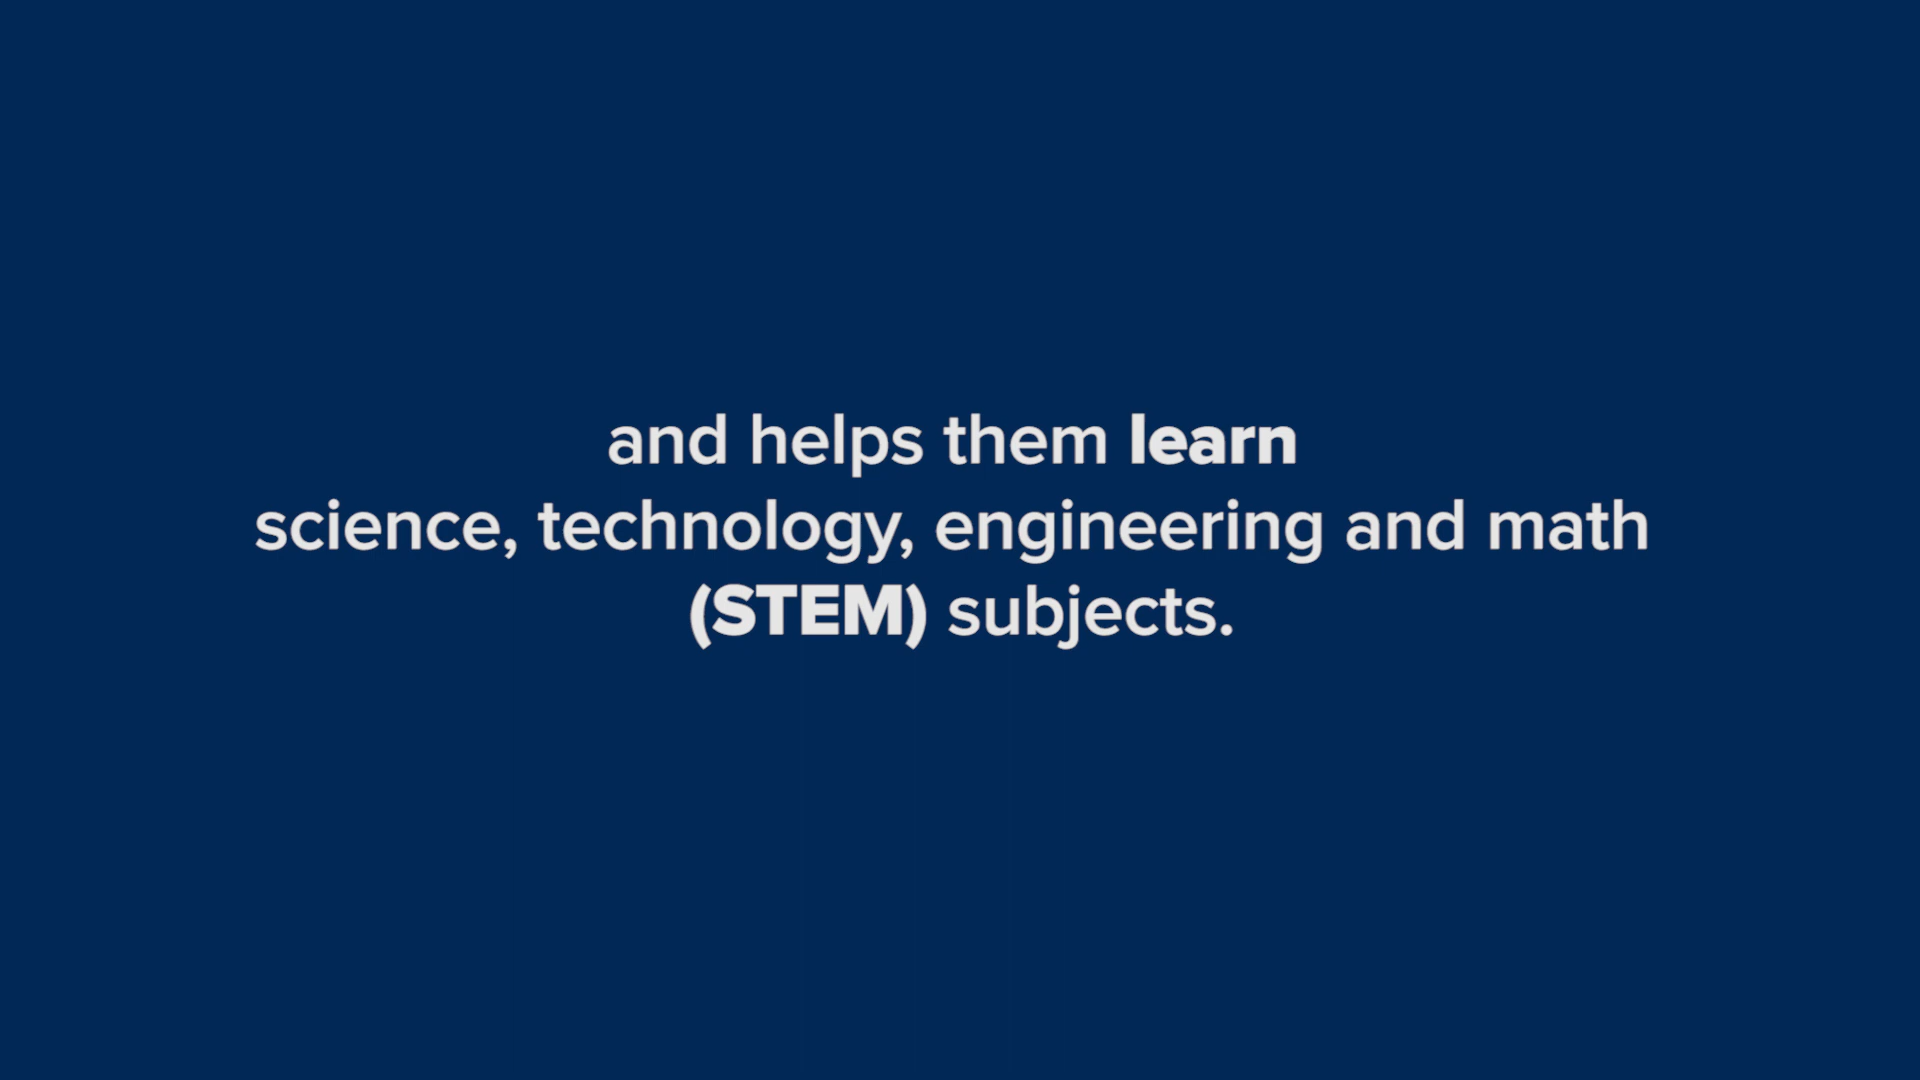 and helps them learn
science, technology, engineering and math
(STEM) subjects.